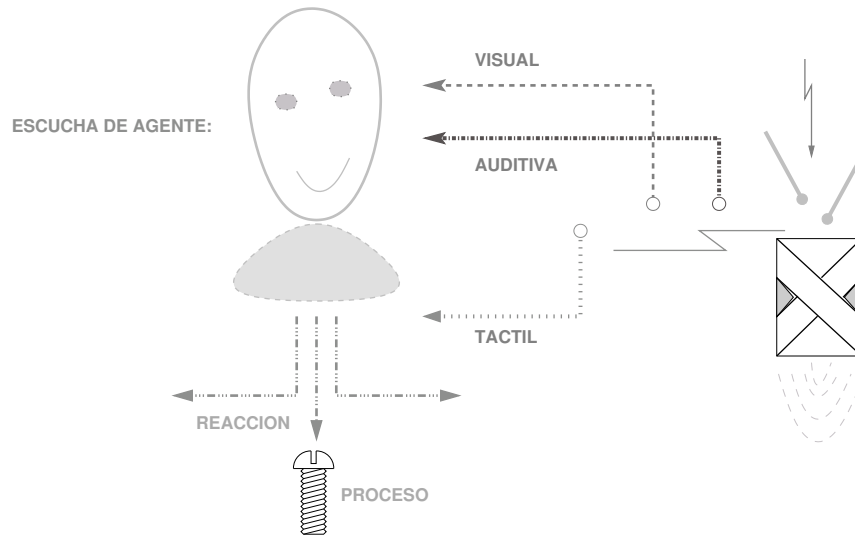 VISUAL
ESCUCHA DE AGENTE:
AUDITIVA
TACTIL
REACCION
PROCESO